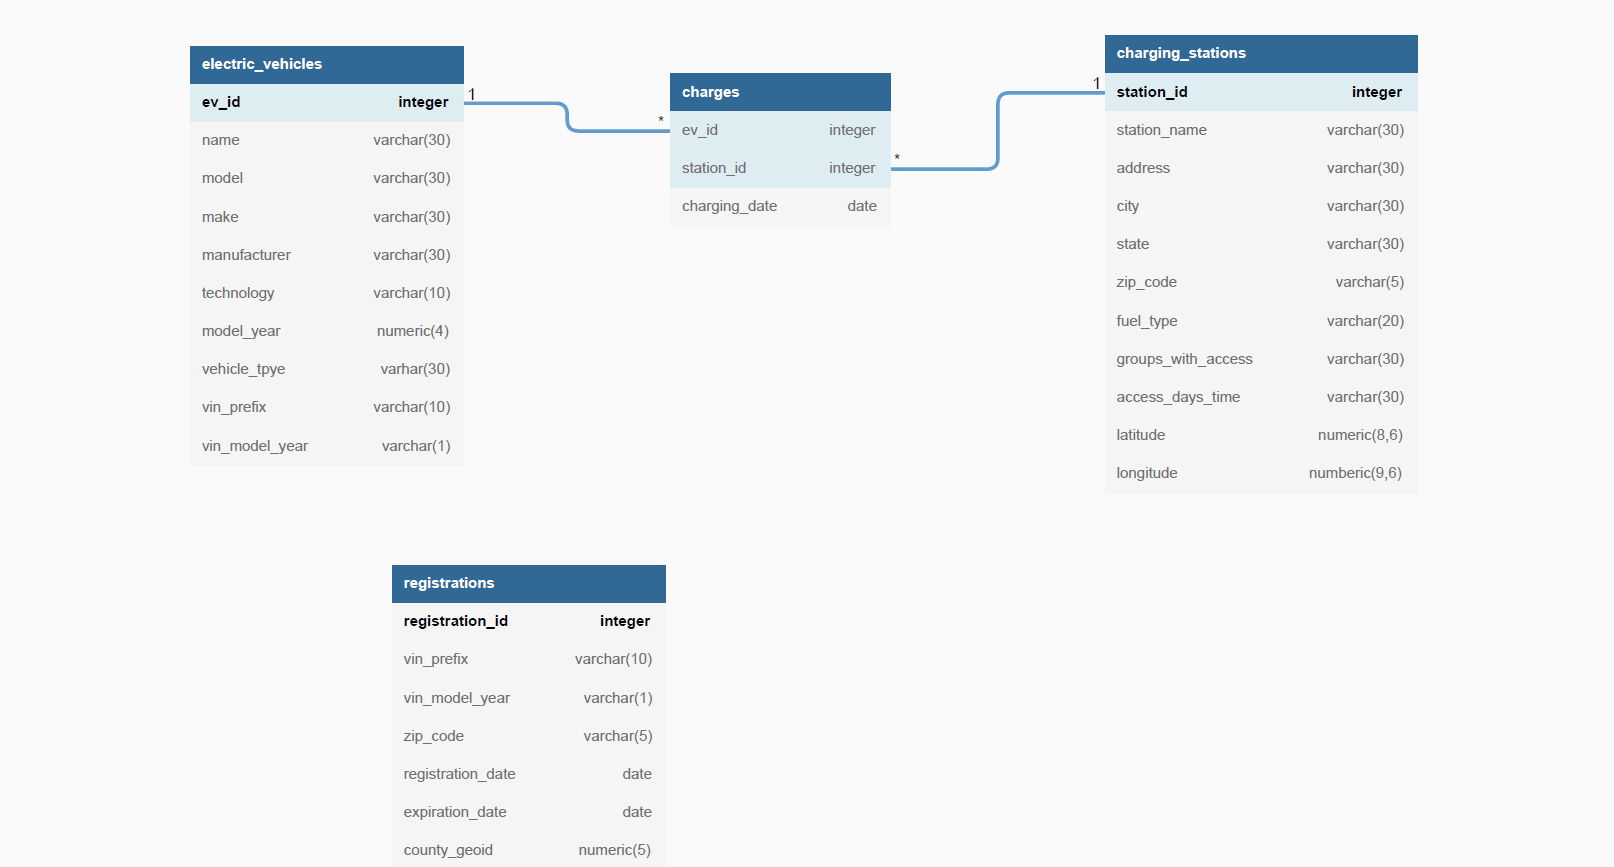 electric_vehicles
ev_id integer
name varchar(30)
model varchar(30)
make varchar(30)
manufacturer varchar(30)
technology varchar(10)
model_year numeric(4)
vehicle_tpye varhar(30)
vin_prefix varchar(10)
vin_model_year varchar(1)
1
*
charges
ev_id integer
station_id integer
charging_date date
*
1
charging_stations
station_id integer
station_name varchar(30)
address varchar(30)
city varchar(30)
state varchar(30)
zip_code varchar(5)
fuel_type varchar(20)
groups_with_access varchar(30)
access_days_time varchar(30)
latitude numeric(8,6)
longitude numberic(9,6)
registrations
registration_id integer
vin_prefix varchar(10)
vin_model_year varchar(1)
zip_code varchar(5)
registration_date date
expiration_date date
county_geoid numeric(5)